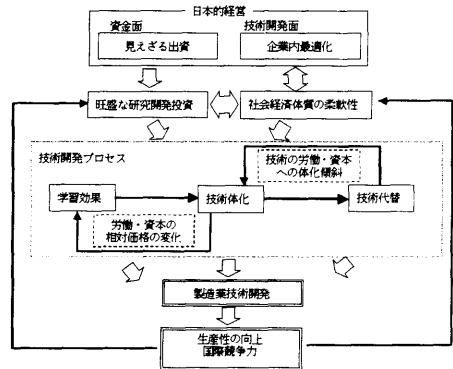 日本的経営
資金面
技術開発面
見えざる出資
企業内最適化
旺盛な研究開発投資
社会経済体質の柔軟性
技術開発プロセス
技術の労働・資本
への体化傾斜
学習効果
技術体化
技術代替
労働・資本の
相対価格の変化
製造業技術開発
生産性の向上
国際競争力